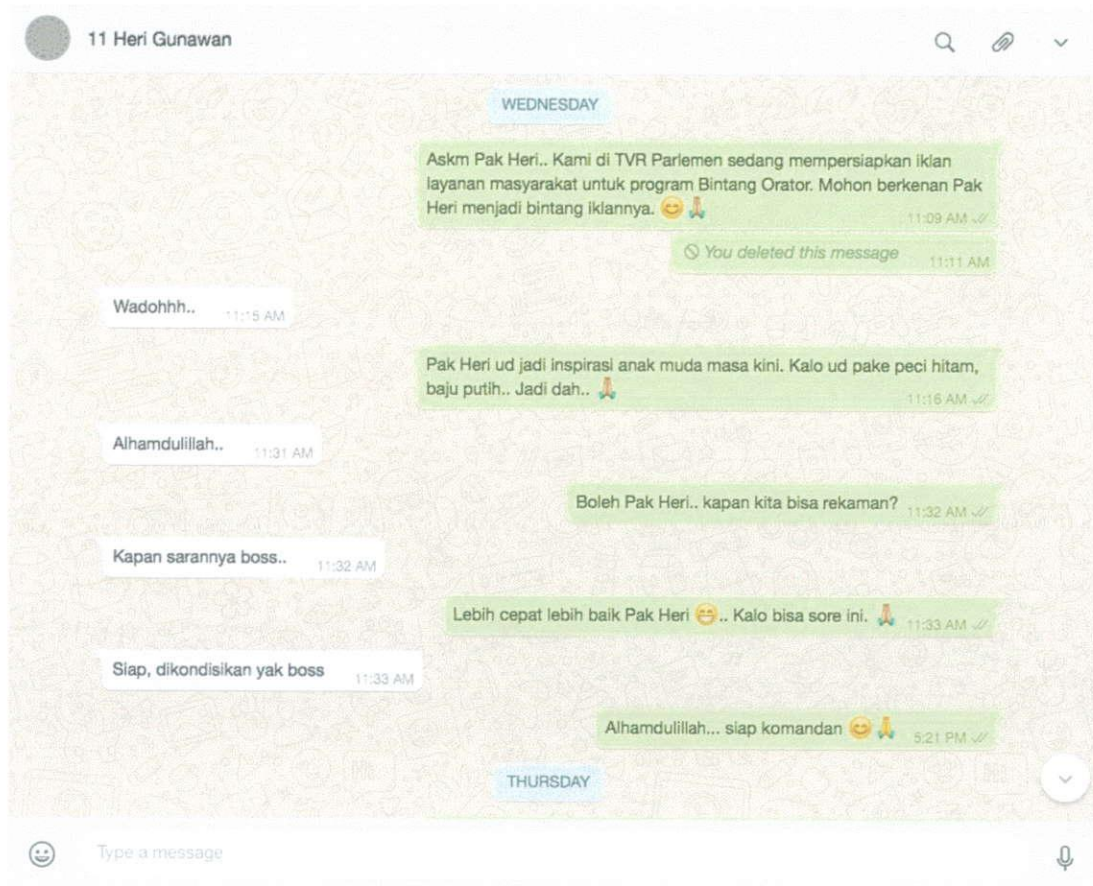 11 Heri Gunawan
WEDNESDAY
Askm Pak Heri.. Kami di TVR Parlemen sedang mempersiapkan iklan
layanan masyarakat untuk program Bintang Orator. Mohon berkenan Pak
Heri menjadi bintang iklannya. 😊🙏
11:09 AM
You deleted this message 11:11 AM
Wadohhh.. 11:15 AM
Pak Heri ud jadi inspirasi anak muda masa kini. Kalo ud pake peci hitam,
baju putih.. Jadi dah.. 🙏
11:16 AM
Alhamdulillah.. 11:31 AM
Boleh Pak Heri.. kapan kita bisa rekaman? 11:32 AM
Kapan sarannya boss.. 11:32 AM
Lebih cepat lebih baik Pak Heri 😁.. Kalo bisa sore ini. 🙏 11:33 AM
Siap, dikondisikan yak boss 11:33 AM
Alhamdulillah... siap komandan 😊🙏 5:21 PM
THURSDAY
Type a message